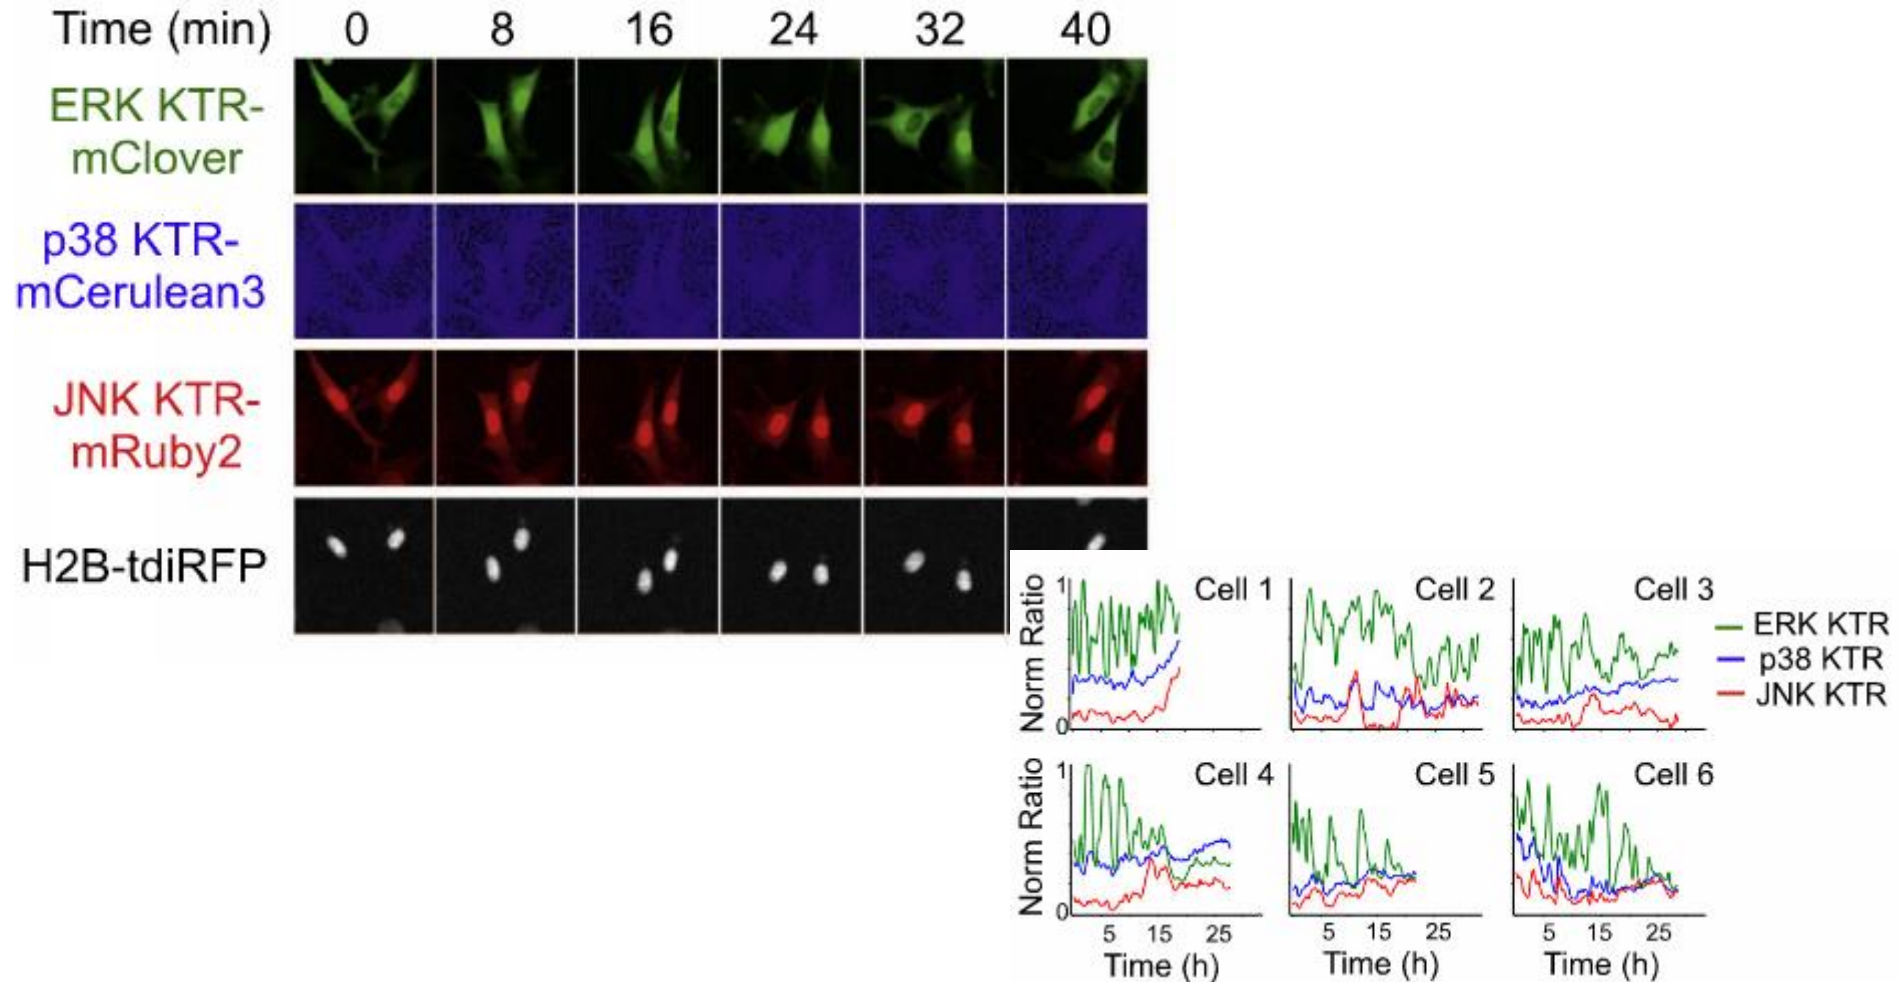 Time (min) 0 8 16 24 32 40
ERK KTR-
mClover
p38 KTR-
mCerulean3
JNK KTR-
mRuby2
H2B-tdiRFP
Norm Ratio
1
0
Cell 1
Cell 2
Cell 3
ERK KTR
p38 KTR
JNK KTR
Norm Ratio
1
0
Cell 4
Cell 5
Cell 6
5 15 25
5 15 25
5 15 25
Time (h)
Time (h)
Time (h)